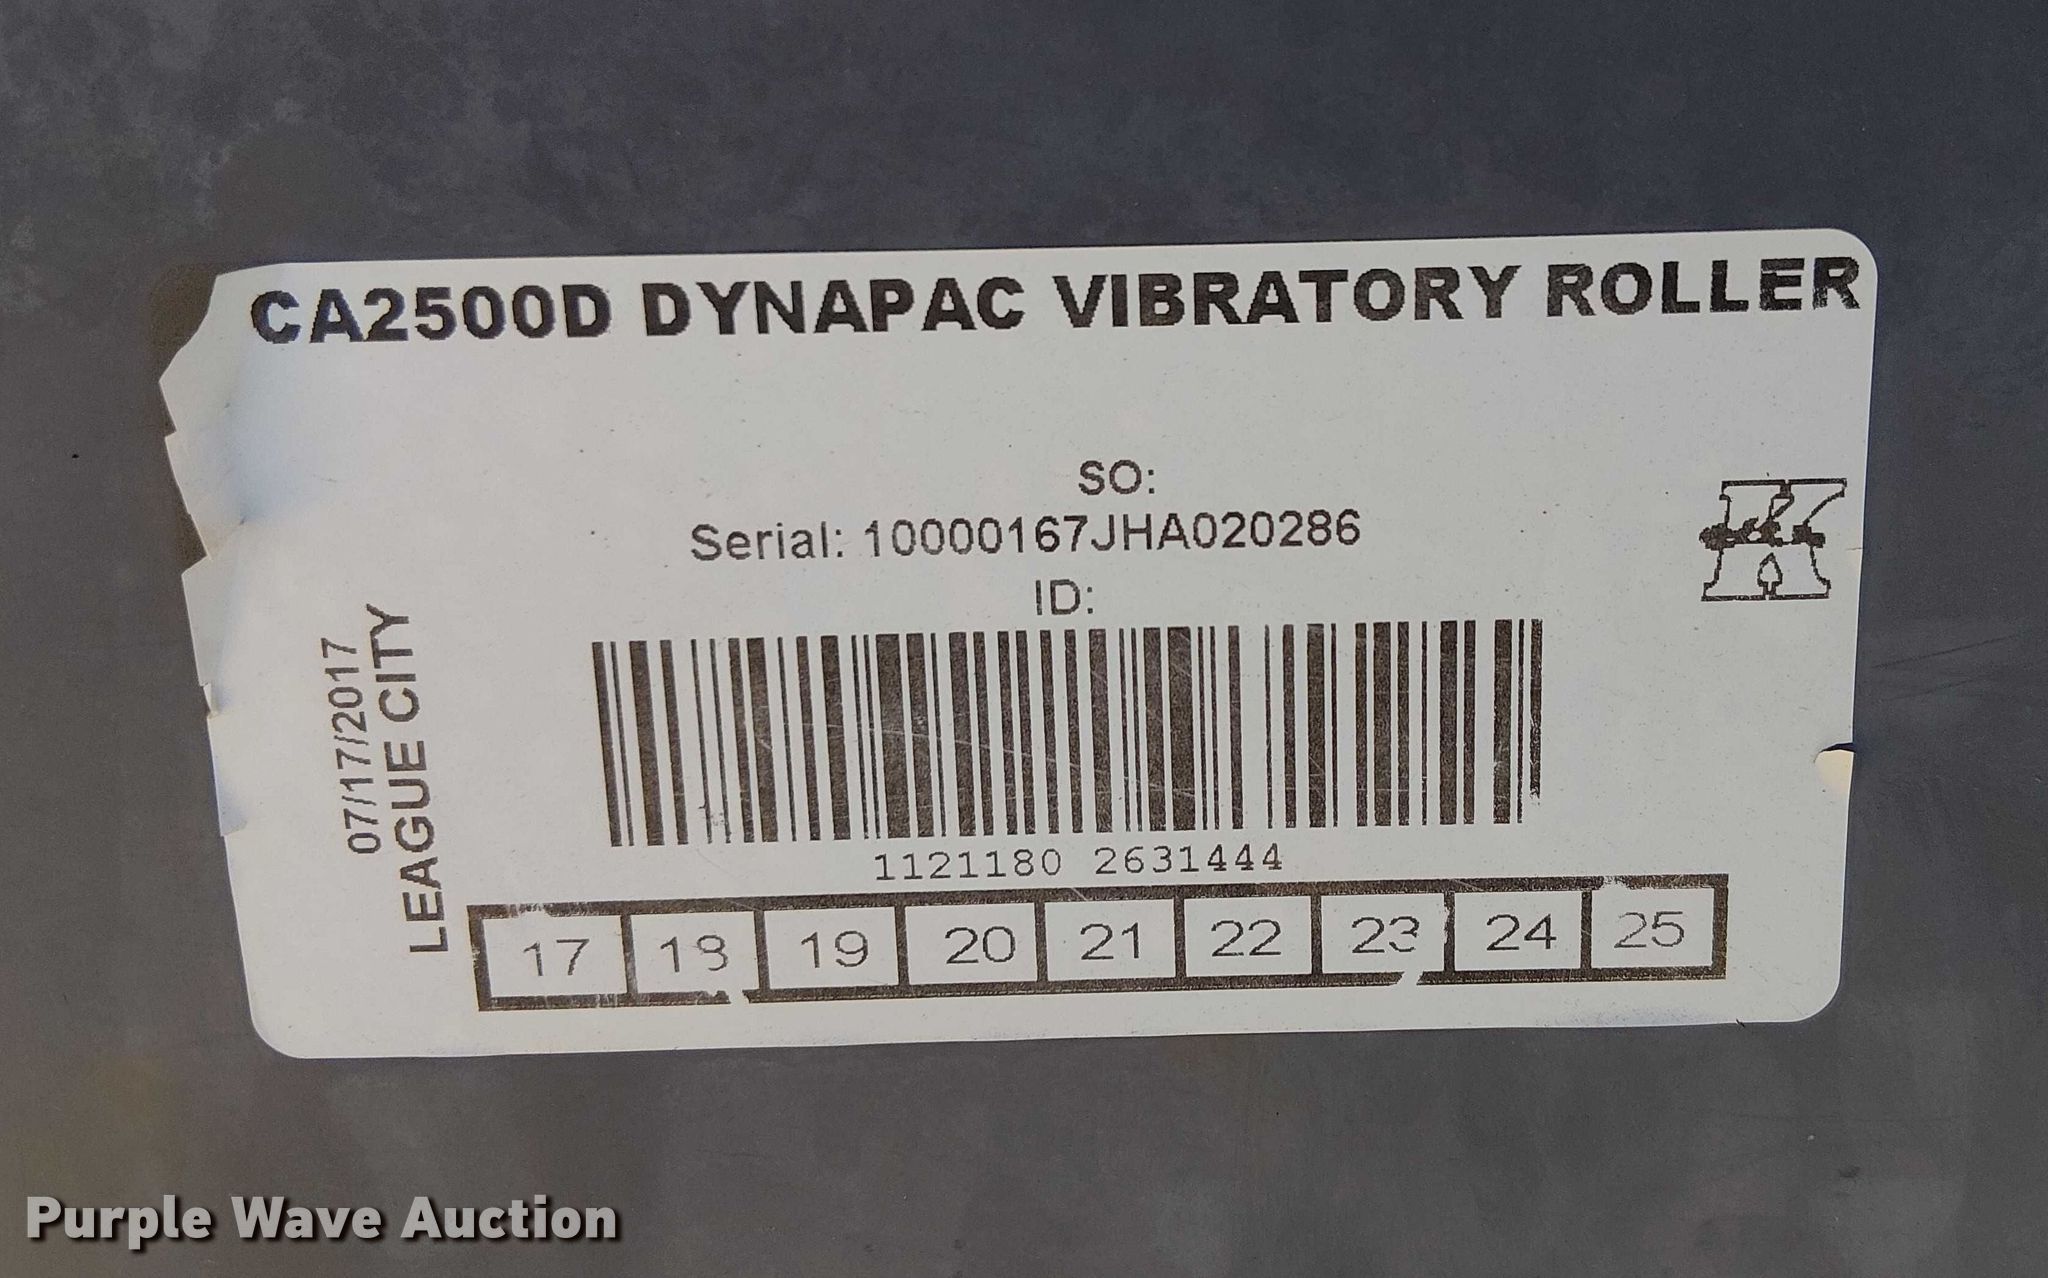 CA2500D DYNAPAC VIBRATORY ROLLER
SO:
Serial: 10000167JHA020286
ID:
07/17/2017
LEAGUE CITY
1121180 2631444
17 18 19 20 21 22 23 24 25
Purple Wave Auction